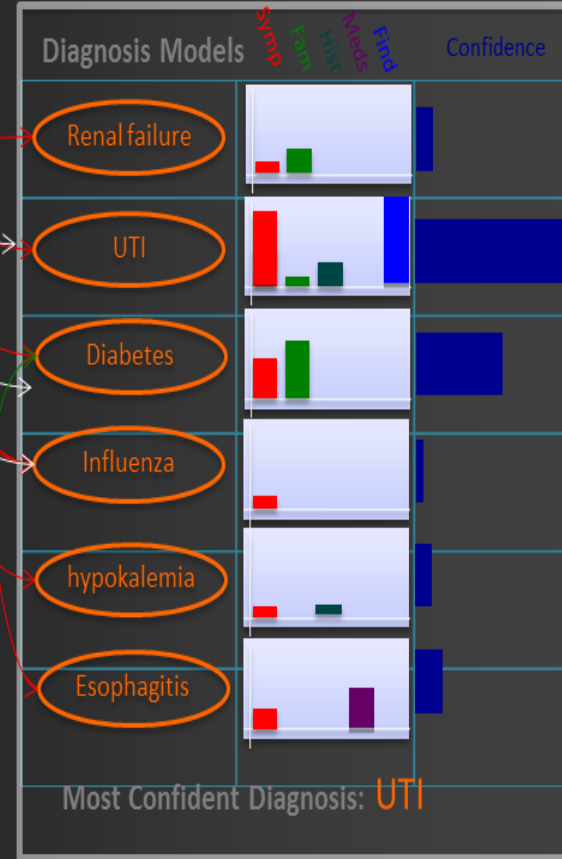 Symp Fam Hist Meds Find
Diagnosis Models Confidence
Renal failure
UTI
Diabetes
Influenza
hypokalemia
Esophagitis
Most Confident Diagnosis: UTI